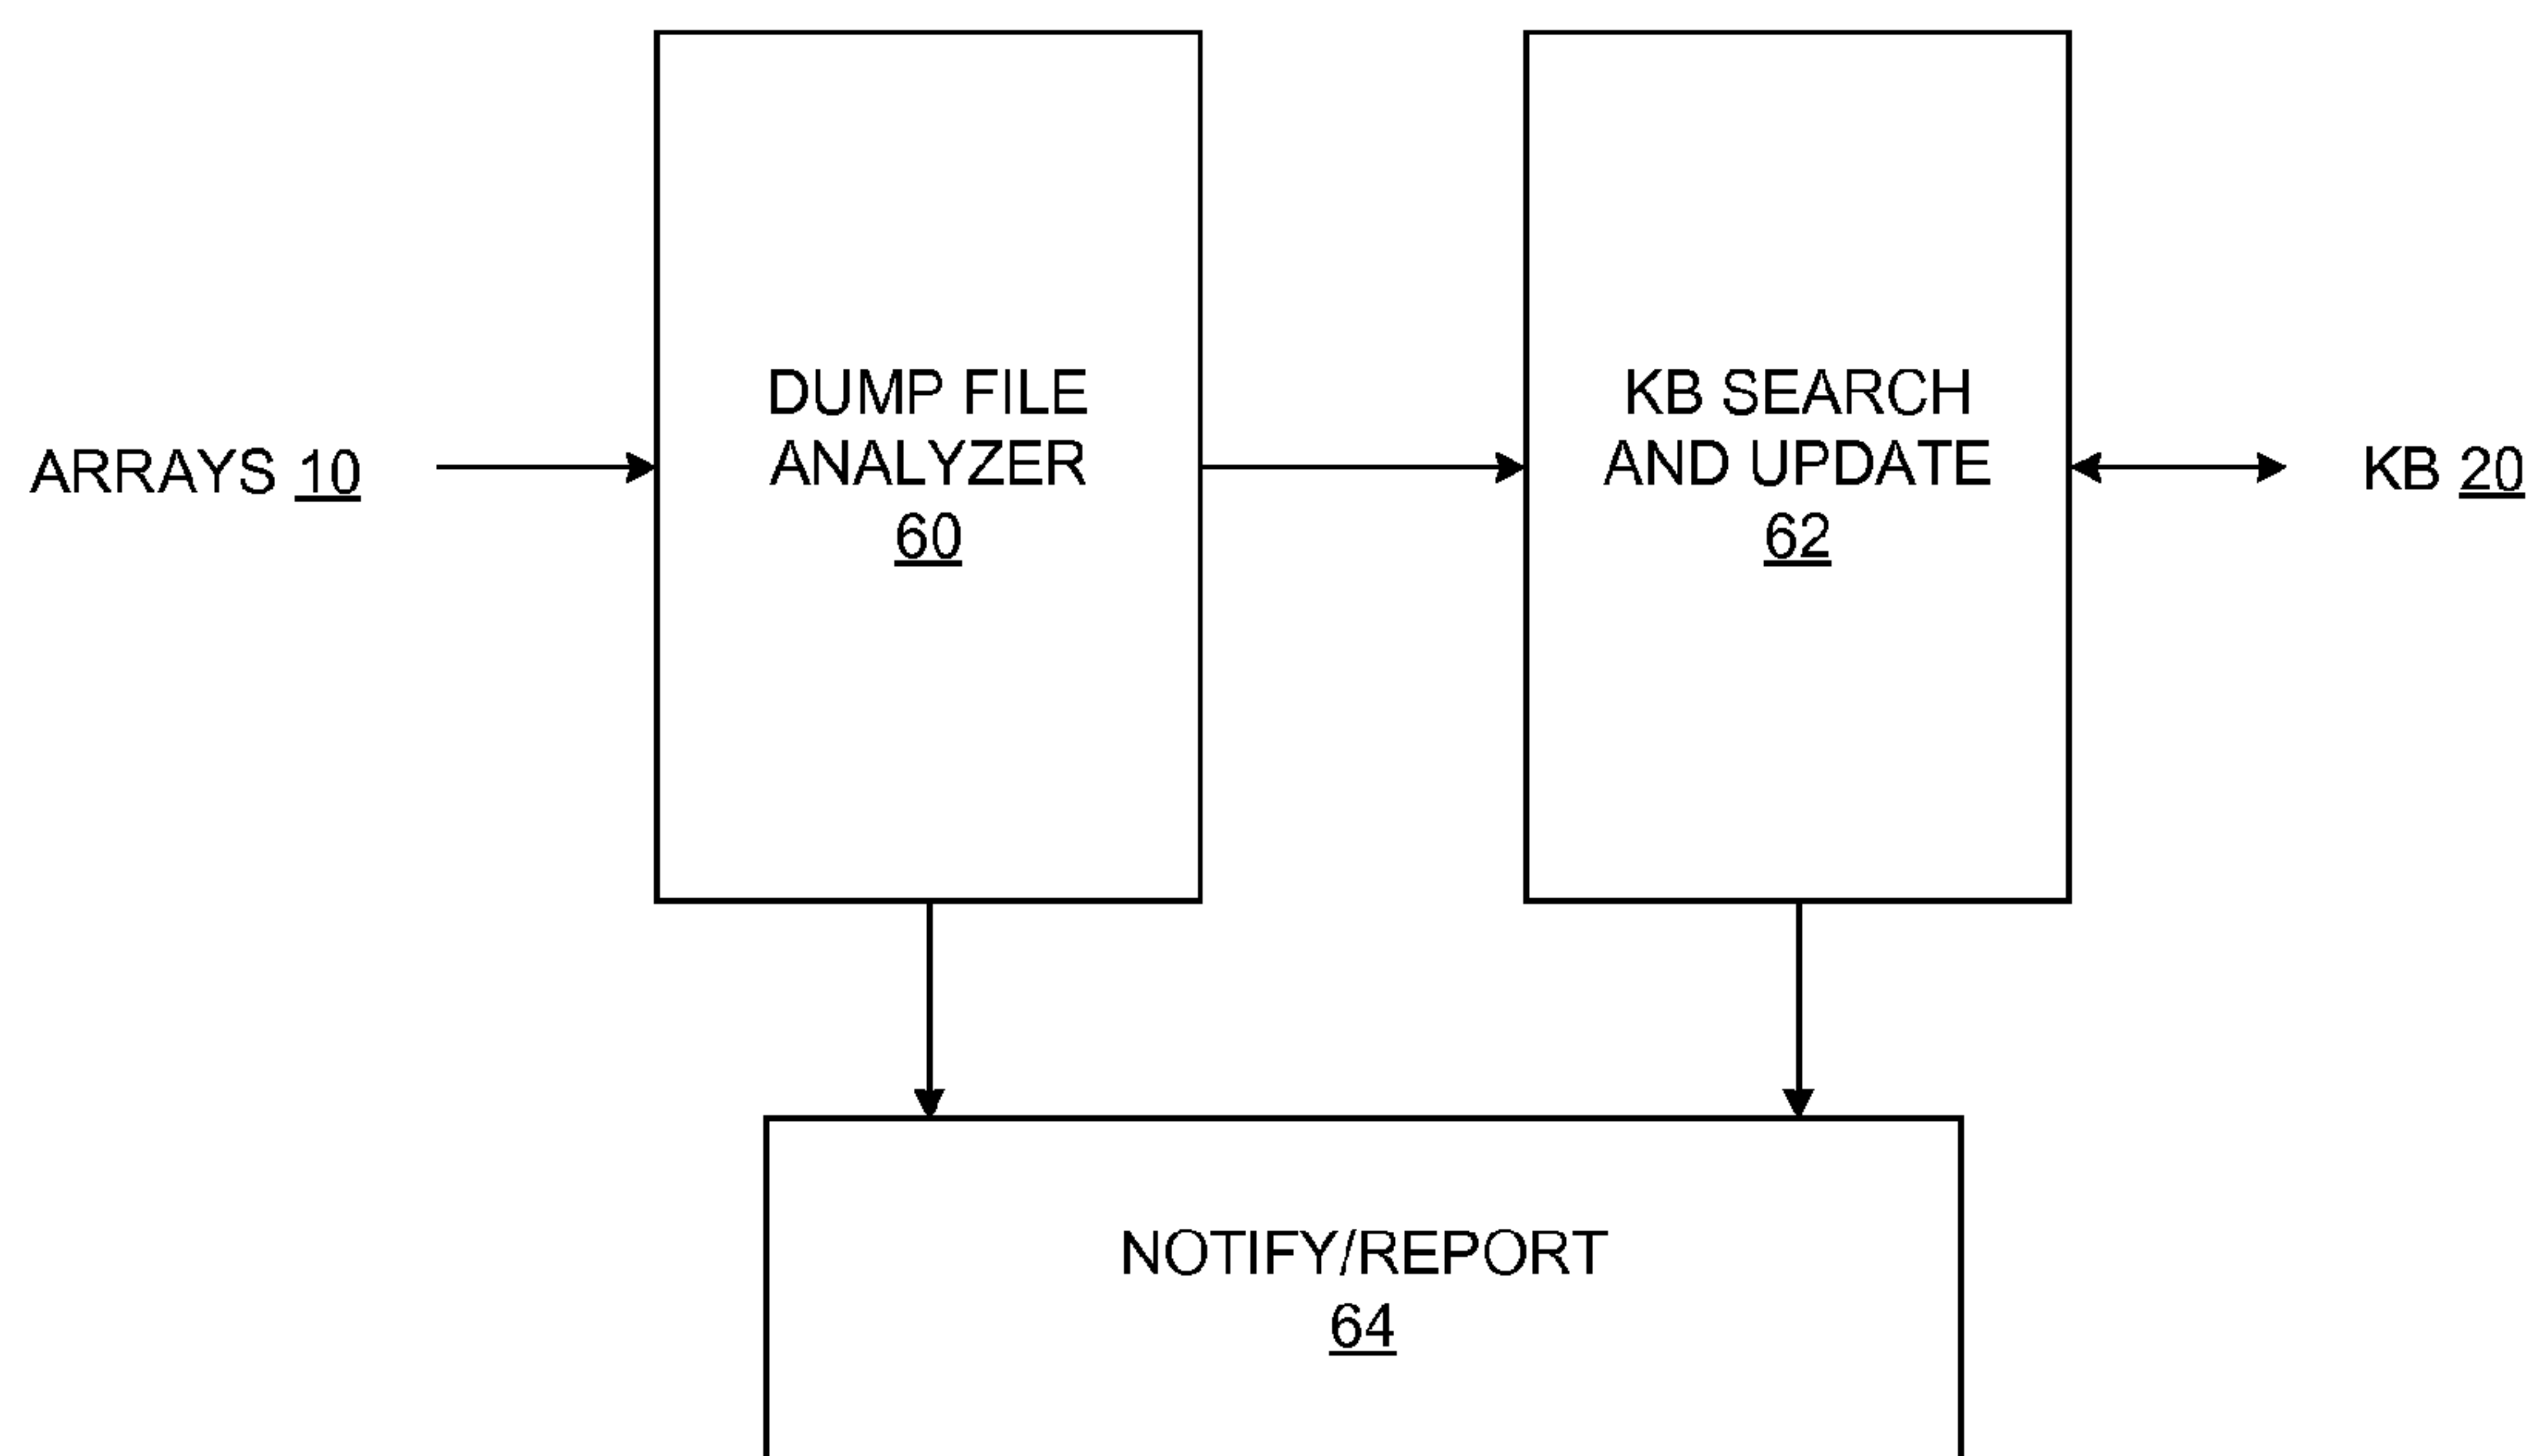 ARRAYS 10
DUMP FILE
ANALYZER
60
KB SEARCH
AND UPDATE
62
KB 20
NOTIFY/REPORT
64